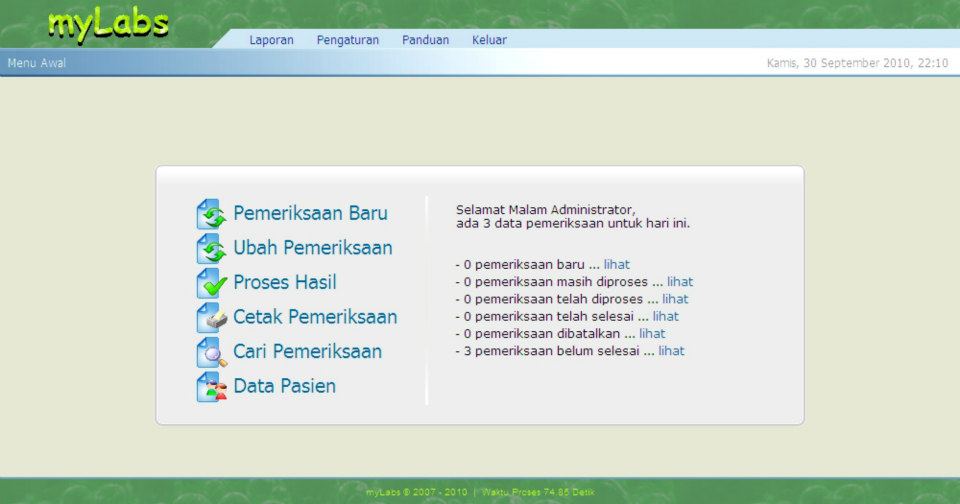 myLabs
Laporan Pengaturan Panduan Keluar
Menu Awal
Kamis, 30 September 2010, 22:10
Pemeriksaan Baru
Ubah Pemeriksaan
Proses Hasil
Cetak Pemeriksaan
Cari Pemeriksaan
Data Pasien
Selamat Malam Administrator,
ada 3 data pemeriksaan untuk hari ini.
- 0 pemeriksaan baru ... lihat
- 0 pemeriksaan masih diproses ... lihat
- 0 pemeriksaan telah diproses ... lihat
- 0 pemeriksaan telah selesai ... lihat
- 0 pemeriksaan dibatalkan ... lihat
- 3 pemeriksaan belum selesai ... lihat
myLabs © 2007 - 2010 | Waktu Proses 74.85 Detik